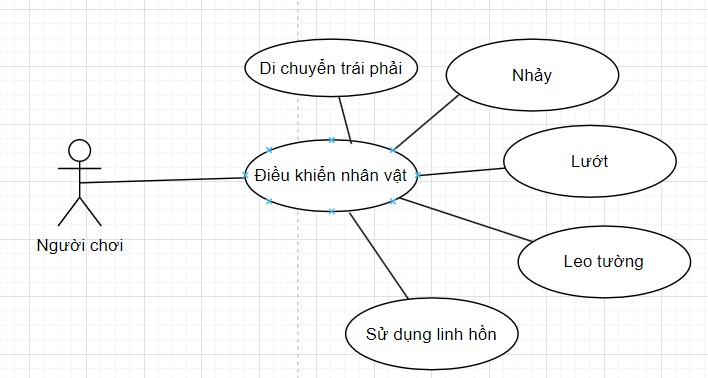 Di chuyển trái phải
Nhảy
Lướt
Điều khiển nhân vật
Người chơi
Leo tường
Sử dụng linh hồn